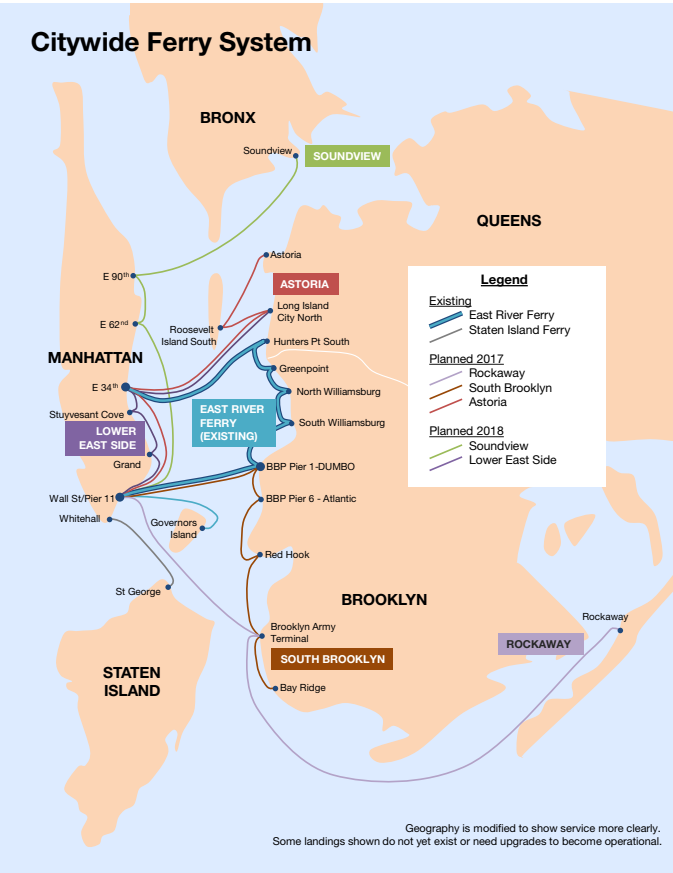 Citywide Ferry System
BRONX
Soundview
SOUNDVIEW
QUEENS
Astoria
E 90th
ASTORIA
Long Island
City North
E 62nd
Roosevelt
Island South
Hunters Pt South
MANHATTAN
Greenpoint
E 34th
North Williamsburg
Stuyvesant Cove
EAST RIVER
FERRY
(EXISTING)
South Williamsburg
LOWER
EAST SIDE
Grand
BBP Pier 1-DUMBO
Wall St/Pier 11
BBP Pier 6 - Atlantic
Whitehall
Governors
Island
Red Hook
St George
BROOKLYN
Rockaway
Brooklyn Army
Terminal
ROCKAWAY
SOUTH BROOKLYN
STATEN
ISLAND
Bay Ridge
Legend
Existing
East River Ferry
Staten Island Ferry
Planned 2017
Rockaway
South Brooklyn
Astoria
Planned 2018
Soundview
Lower East Side
Geography is modified to show service more clearly.
Some landings shown do not yet exist or need upgrades to become operational.